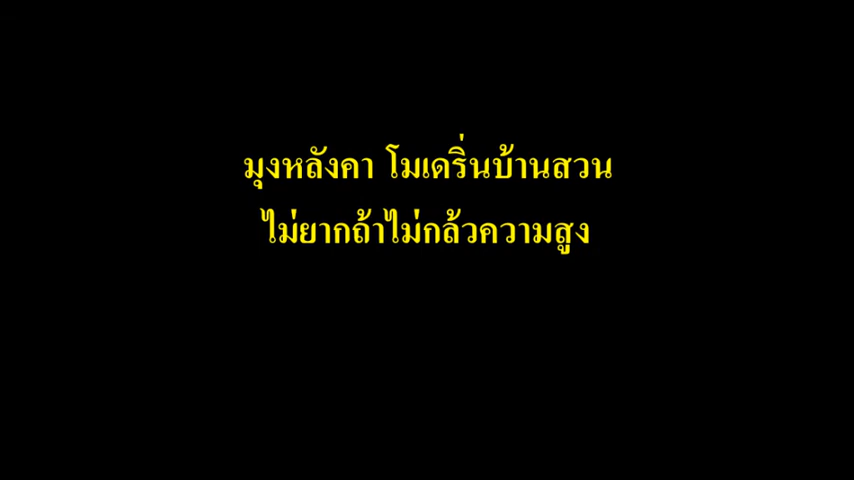 มุงหลังคา โมเดริ่นบ้านสวน
ไม่ยากถ้าไม่กล้วความสูง